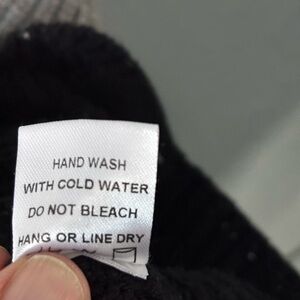 HAND WASH
WITH COLD WATER
DO NOT BLEACH
HANG OR LINE DRY